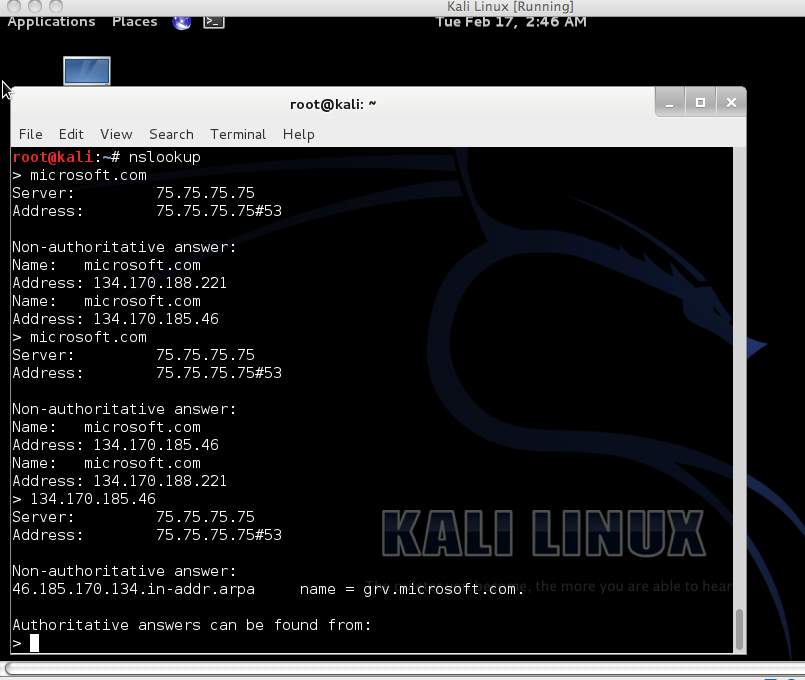 Kali Linux [Running]
Applications Places Tue Feb 17, 2:46 AM
root@kali: ~
File Edit View Search Terminal Help
root@kali:~# nslookup
> microsoft.com
Server: 75.75.75.75
Address: 75.75.75.75#53
Non-authoritative answer:
Name: microsoft.com
Address: 134.170.188.221
Name: microsoft.com
Address: 134.170.185.46
> microsoft.com
Server: 75.75.75.75
Address: 75.75.75.75#53
Non-authoritative answer:
Name: microsoft.com
Address: 134.170.185.46
Name: microsoft.com
Address: 134.170.188.221
> 134.170.185.46
Server: 75.75.75.75
Address: 75.75.75.75#53
KALI LINUX
Non-authoritative answer:
46.185.170.134.in-addr.arpa name = grv.microsoft.com.
the more you are able to hear
Authoritative answers can be found from:
>